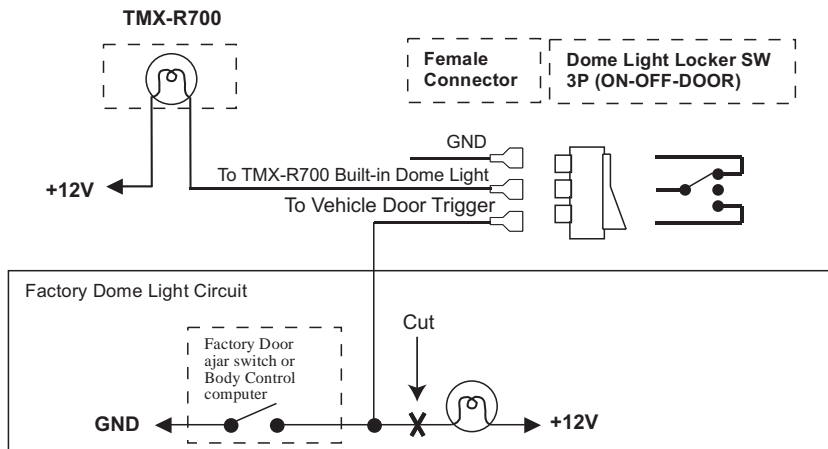 TMX-R700
Female
Connector
Dome Light Locker SW
3P (ON-OFF-DOOR)
GND
To TMX-R700 Built-in Dome Light
+12V
To Vehicle Door Trigger
Factory Dome Light Circuit
Cut
Factory Door
ajar switch or
Body Control
computer
GND
+12V